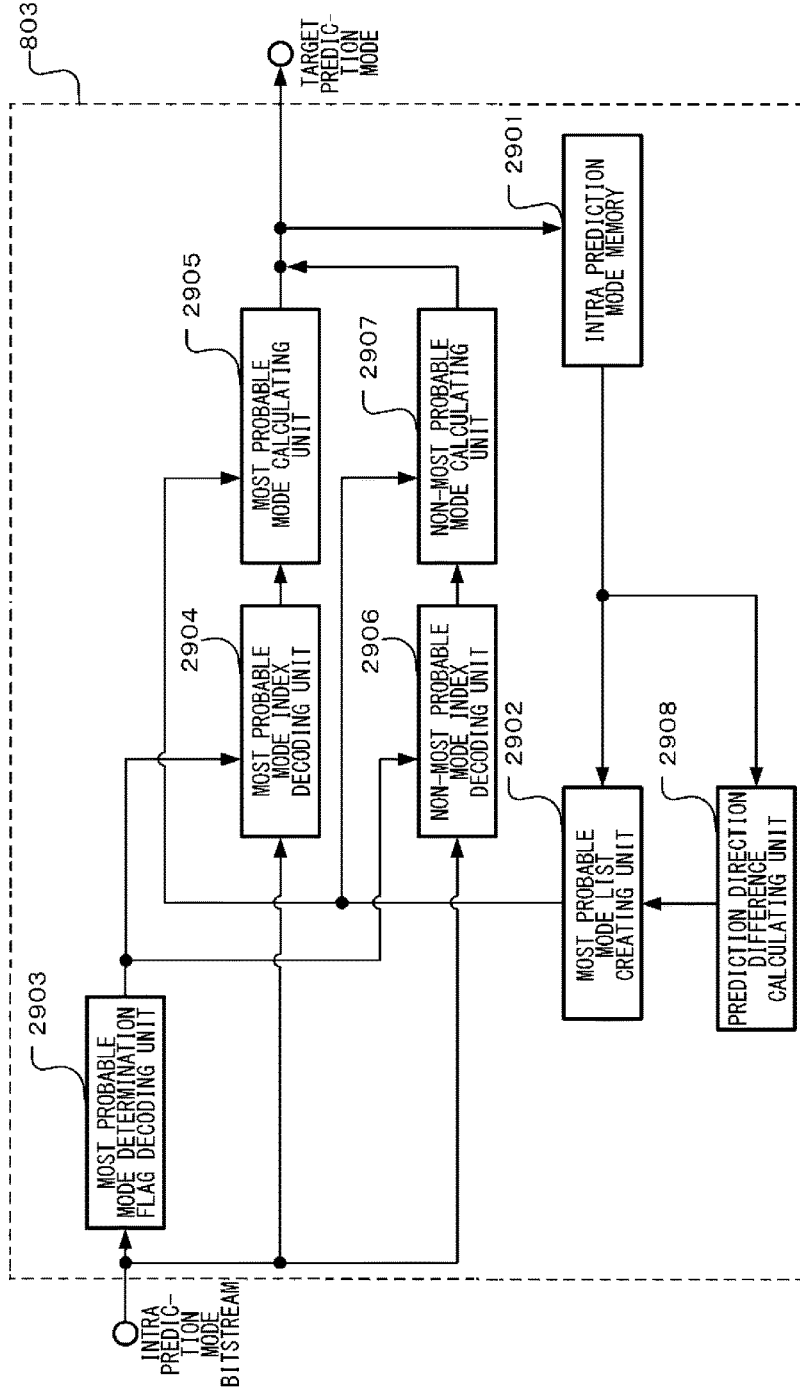 803
INTRA
PREDIC-
TION
MODE
BITSTREAM
2903
MOST PROBABLE
MODE DETERMINATION
FLAG DECODING UNIT
2904
MOST PROBABLE
MODE INDEX
DECODING UNIT
2905
MOST PROBABLE
MODE CALCULATING
UNIT
TARGET
PREDIC-
TION
MODE
2906
NON-MOST PROBABLE
MODE INDEX
DECODING UNIT
2907
NON-MOST PROBABLE
MODE CALCULATING
UNIT
2902
MOST PROBABLE
MODE LIST
CREATING UNIT
2901
INTRA PREDICTION
MODE MEMORY
2908
PREDICTION DIRECTION
DIFFERENCE
CALCULATING UNIT